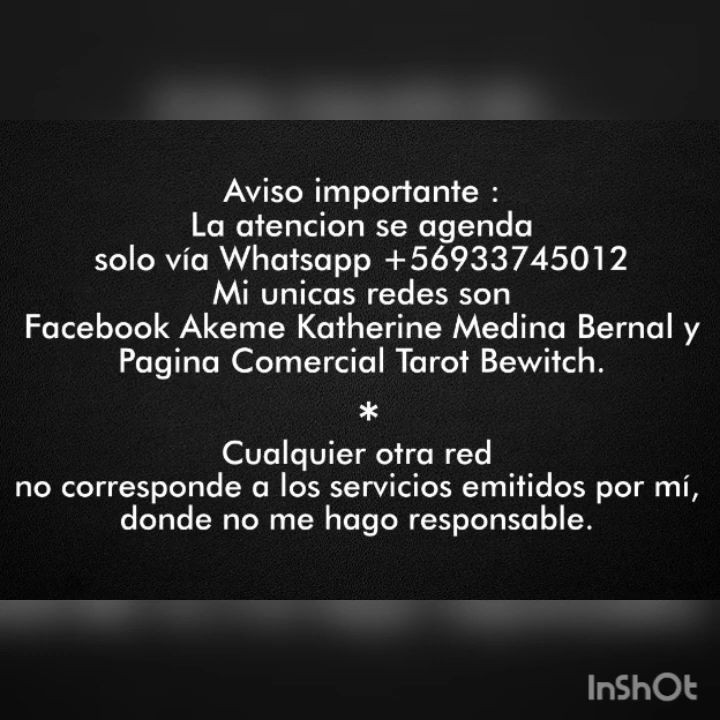 Aviso importante :
La atencion se agenda
solo vía Whatsapp +56933745012
Mi unicas redes son
Facebook Akeme Katherine Medina Bernal y
Pagina Comercial Tarot Bewitch.
*
Cualquier otra red
no corresponde a los servicios emitidos por mí,
donde no me hago responsable.
InShOt